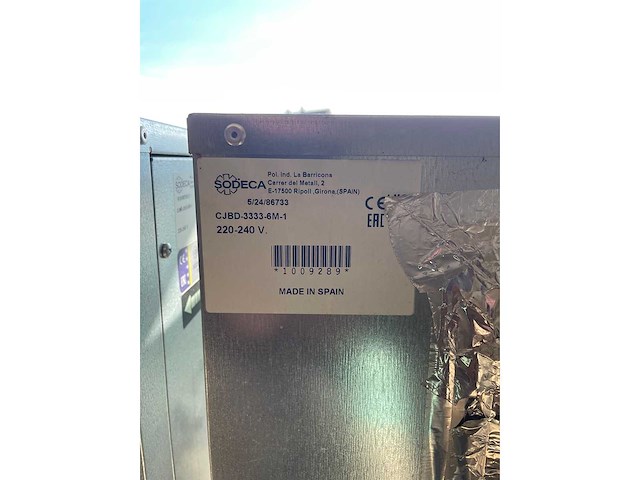 SODECA
Pol. Ind. La Barricona
Carrer del Metall, 2
E-17500 Ripoll ,Girona,(SPAIN)
5/24/86733
CJBD-3333-6M-1
220-240 V.
CE
EAC
*1009289*
MADE IN SPAIN